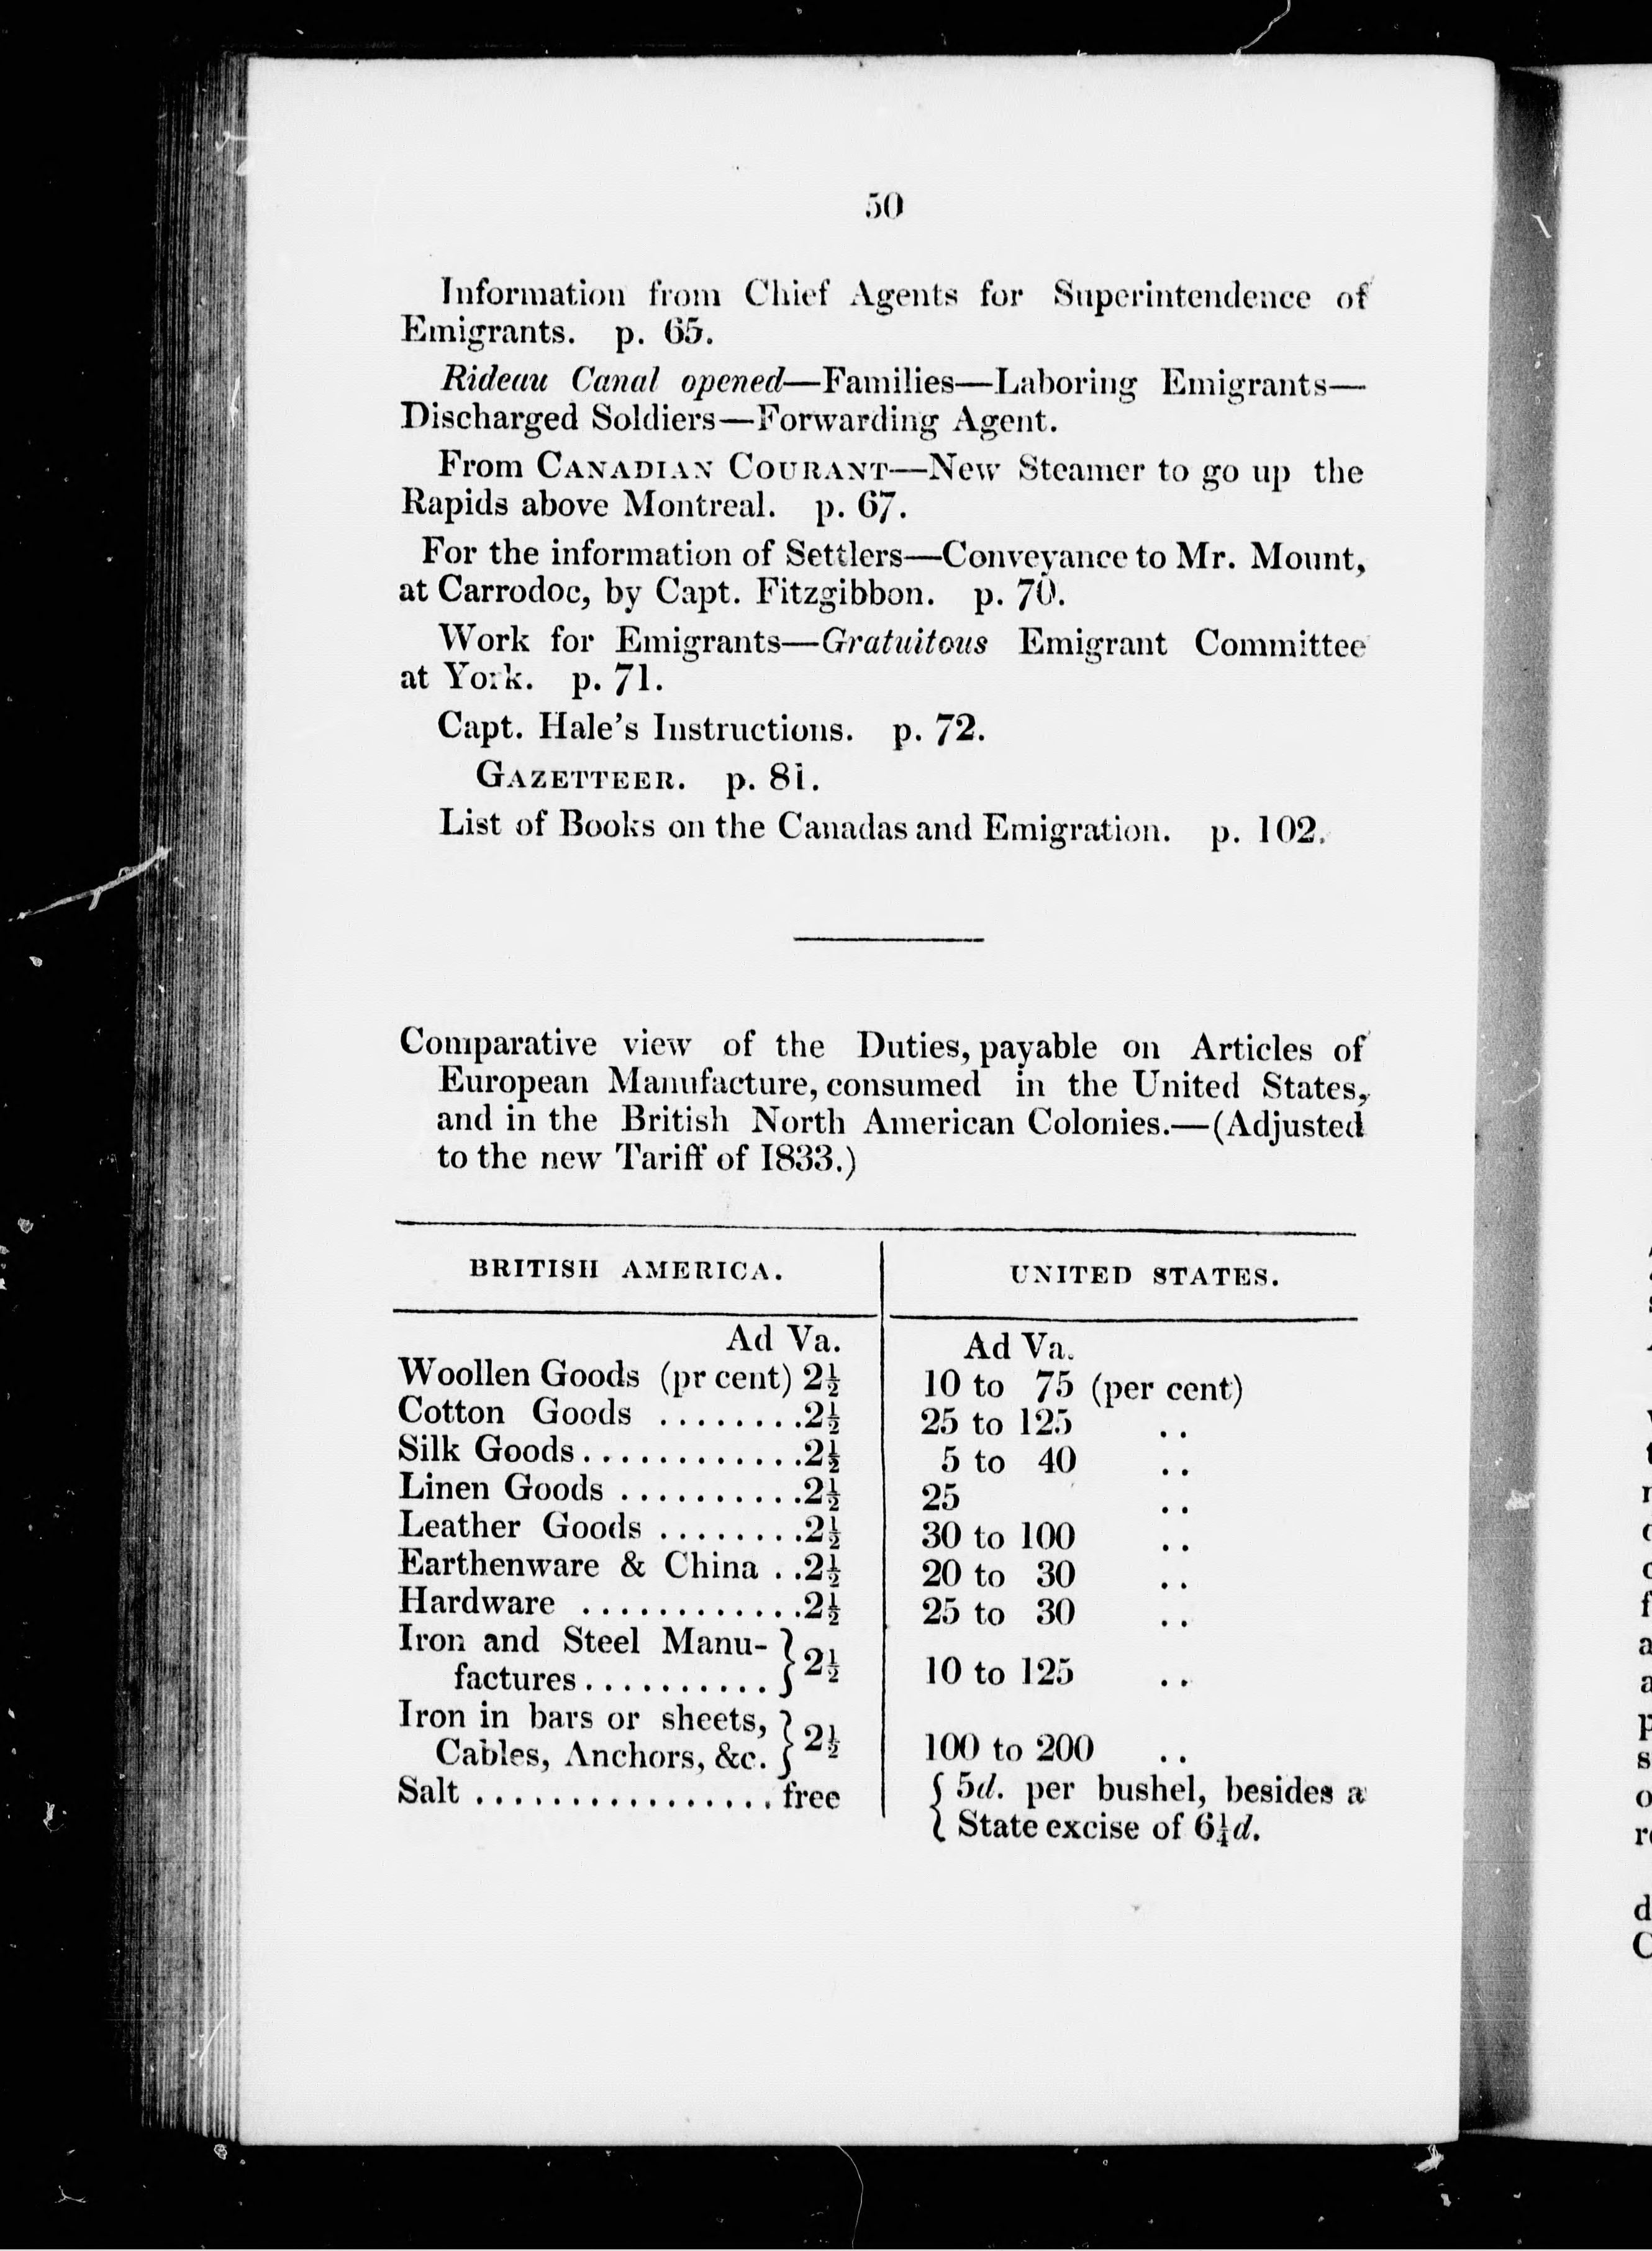 50
Information from Chief Agents for Superintendence of
Emigrants. p. 65.
Rideau Canal opened—Families—Laboring Emigrants—
Discharged Soldiers—Forwarding Agent.
From CANADIAN COURANT—New Steamer to go up the
Rapids above Montreal. p. 67.
For the information of Settlers—Conveyance to Mr. Mount,
at Carrodoc, by Capt. Fitzgibbon. p. 70.
Work for Emigrants—Gratuitous Emigrant Committee
at York. p. 71.
Capt. Hale's Instructions. p. 72.
GAZETTEER. p. 81.
List of Books on the Canadas and Emigration. p. 102.
Comparative view of the Duties, payable on Articles of
European Manufacture, consumed in the United States,
and in the British North American Colonies.—(Adjusted
to the new Tariff of 1833.)
BRITISH AMERICA. UNITED STATES.
Ad Va. Ad Va.
Woollen Goods (pr cent) 2½ 10 to 75 (per cent)
Cotton Goods ........2½ 25 to 125 ..
Silk Goods............2½ 5 to 40 ..
Linen Goods ..........2½ 25 ..
Leather Goods ........2½ 30 to 100 ..
Earthenware & China ..2½ 20 to 30 ..
Hardware ............2½ 25 to 30 ..
Iron and Steel Manu-
factures.......... } 2½ 10 to 125 ..
Iron in bars or sheets,
Cables, Anchors, &c. } 2½ 100 to 200 ..
Salt ................ free { 5d. per bushel, besides a
State excise of 6¼d.